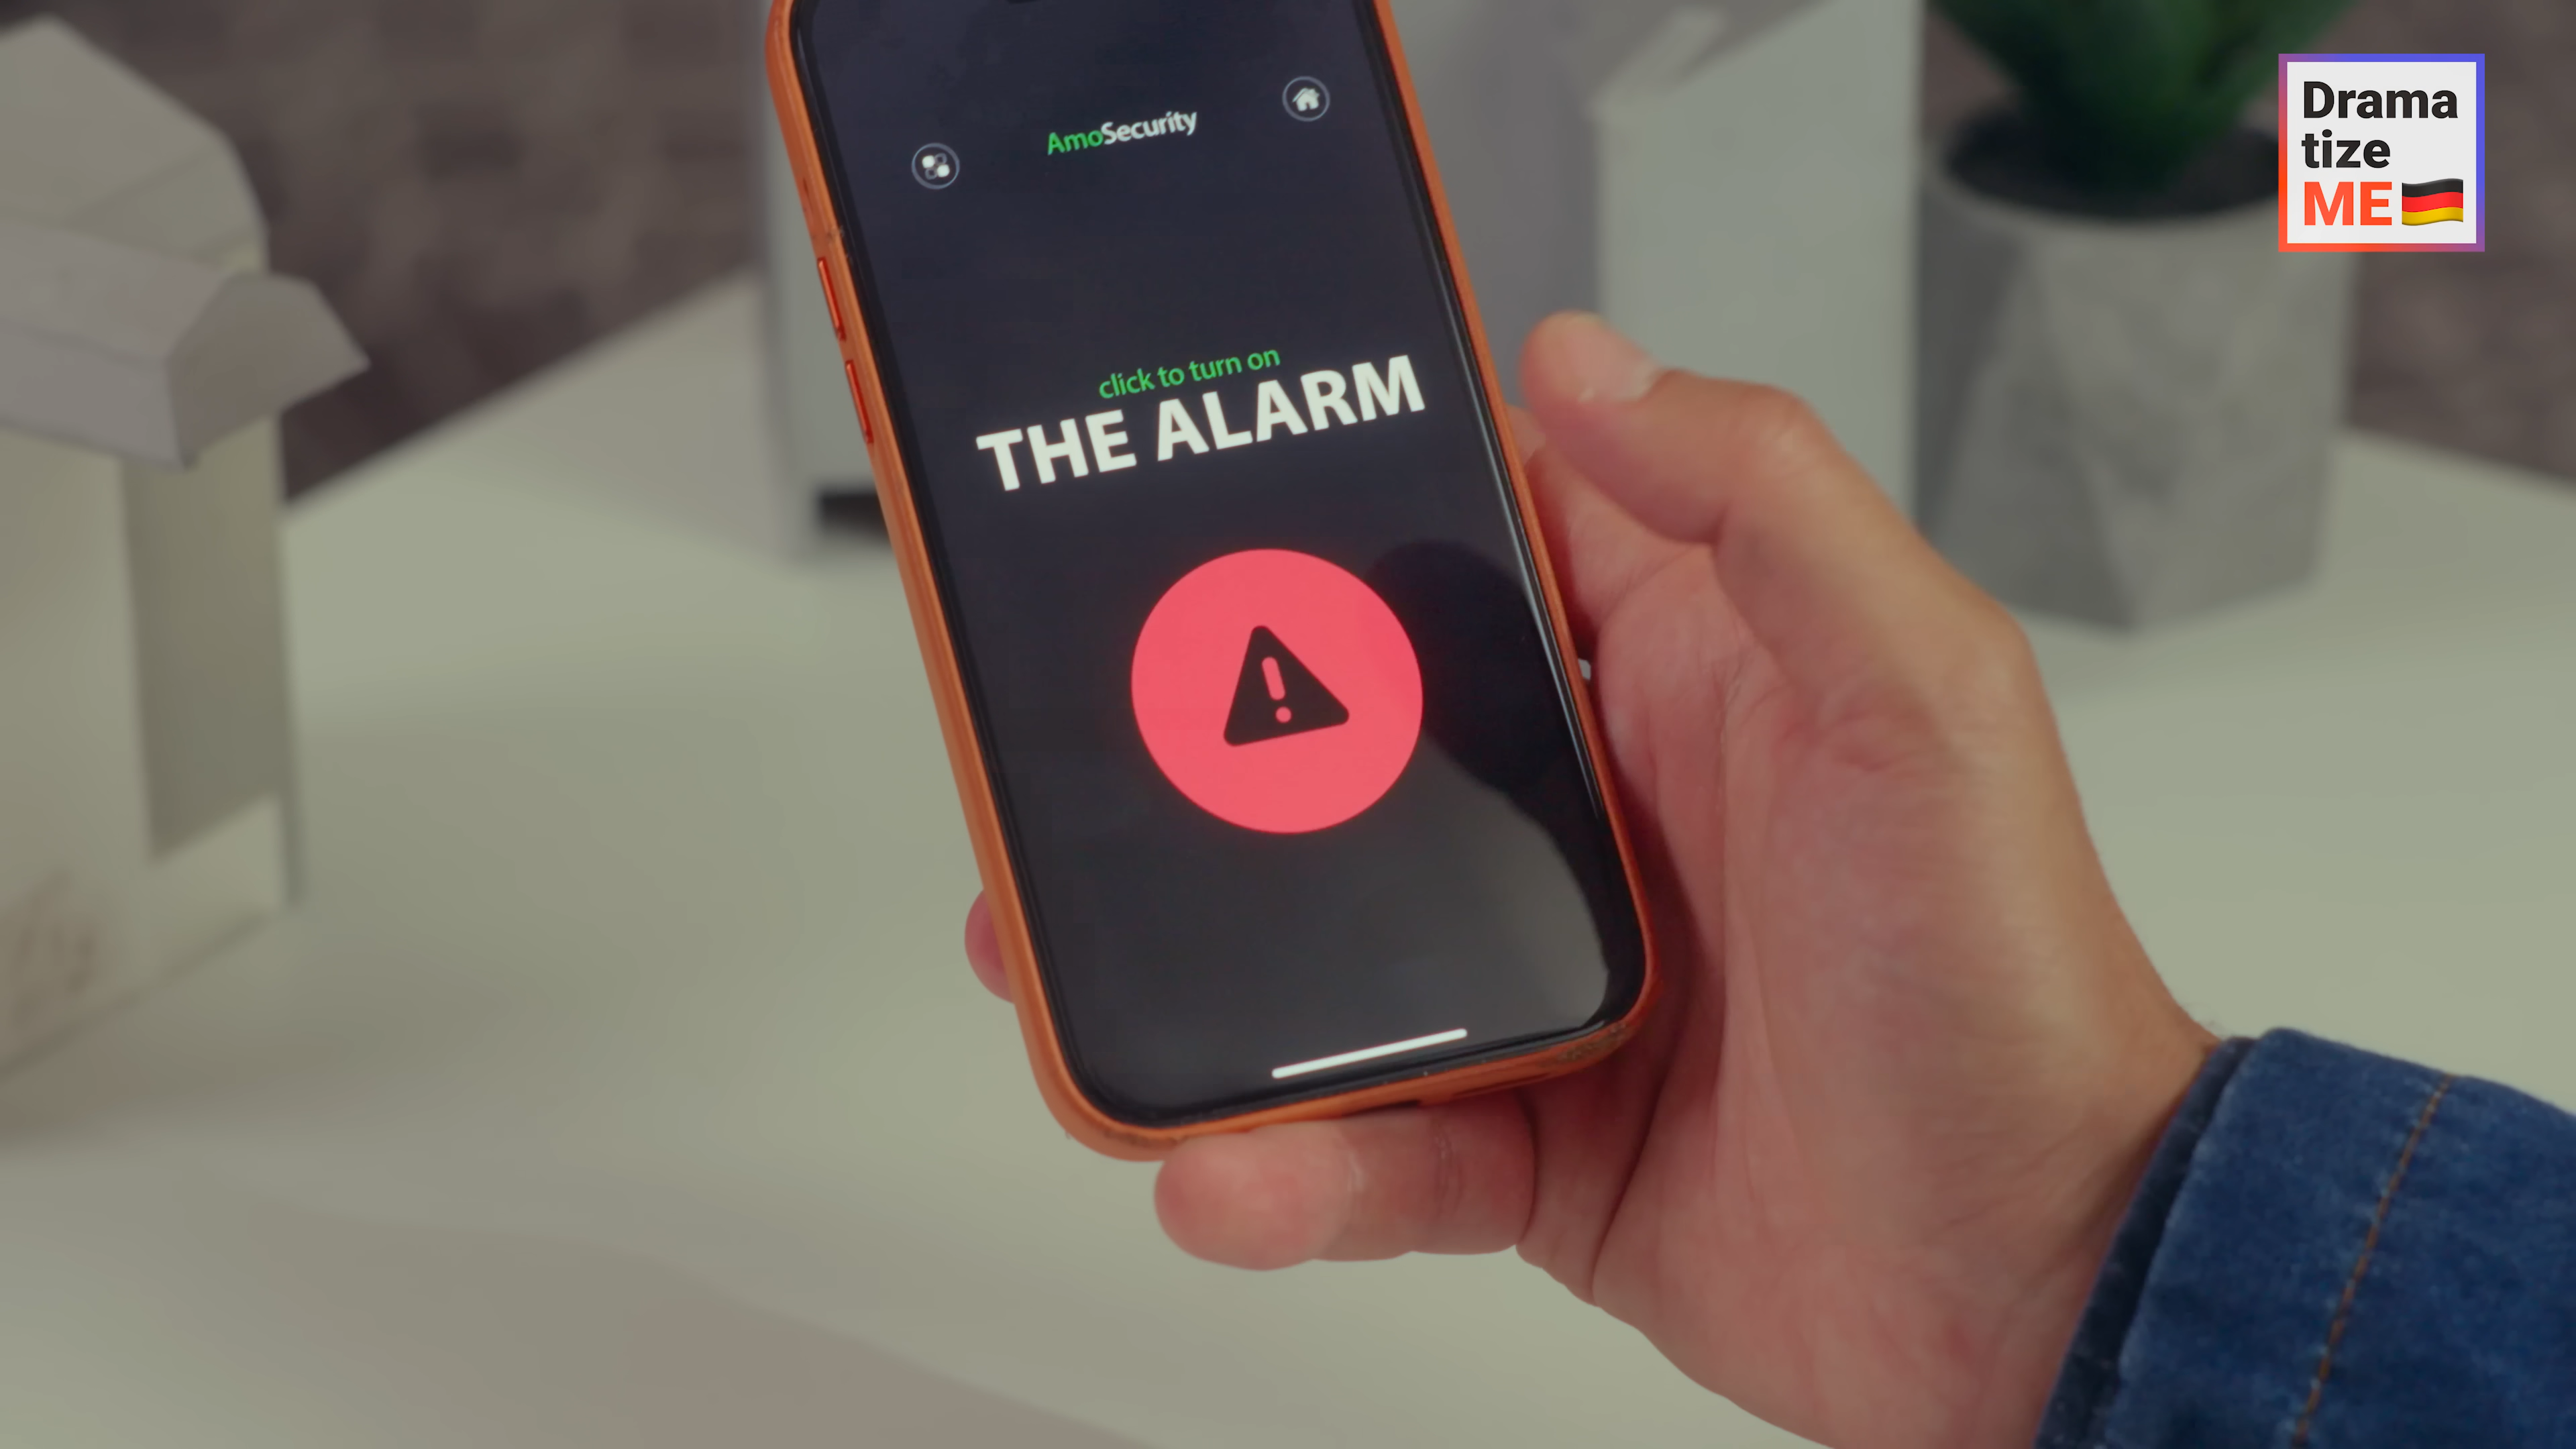 AmoSecurity
click to turn on
THE ALARM
Drama
tize
ME